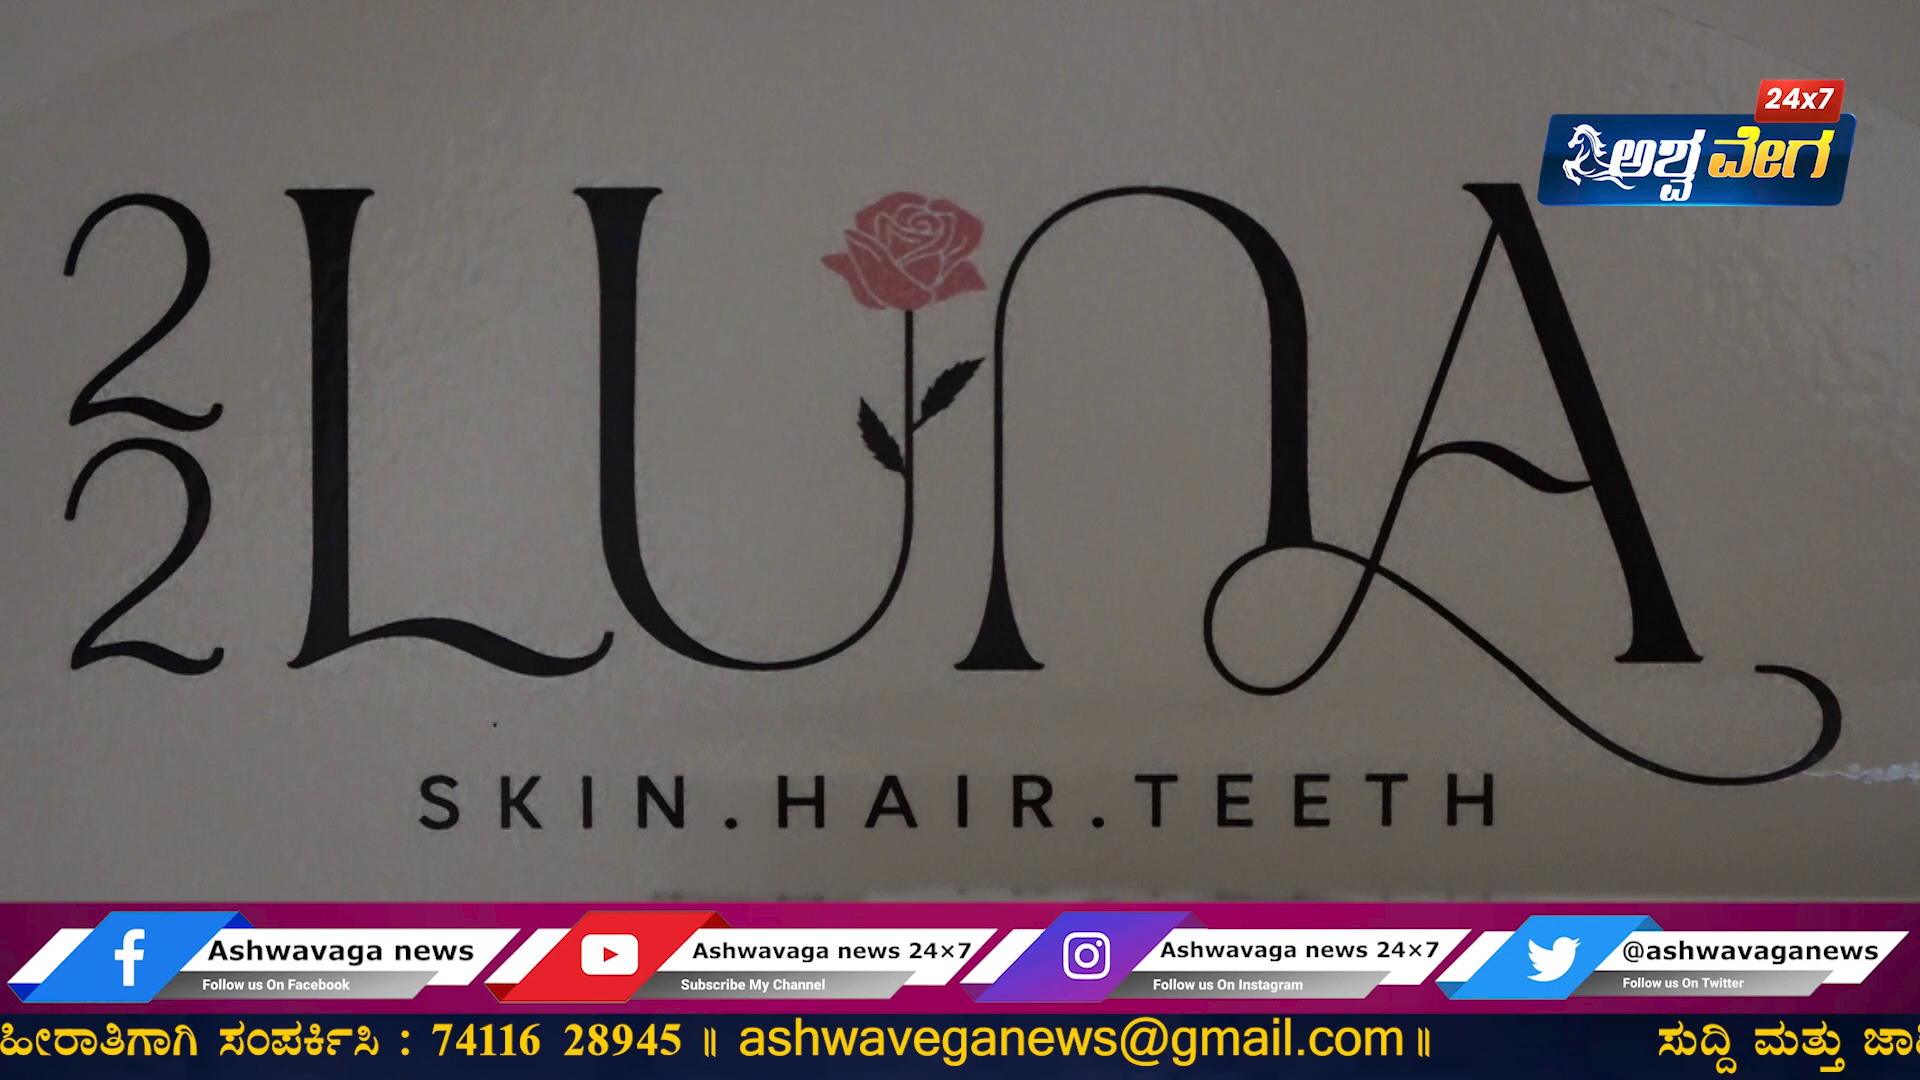 24x7
ಅಶ್ವವೇಗ
22 LUNA
SKIN.HAIR.TEETH
Ashwavaga news
Follow us On Facebook
Ashwavaga news 24×7
Subscribe My Channel
Ashwavaga news 24×7
Follow us On Instagram
@ashwavaganews
Follow us On Twitter
ಸಂಪರ್ಕಿಸಿ : 74116 28945 ॥ ashwaveganews@gmail.com ॥ ಸುದ್ದಿ ಮತ್ತು